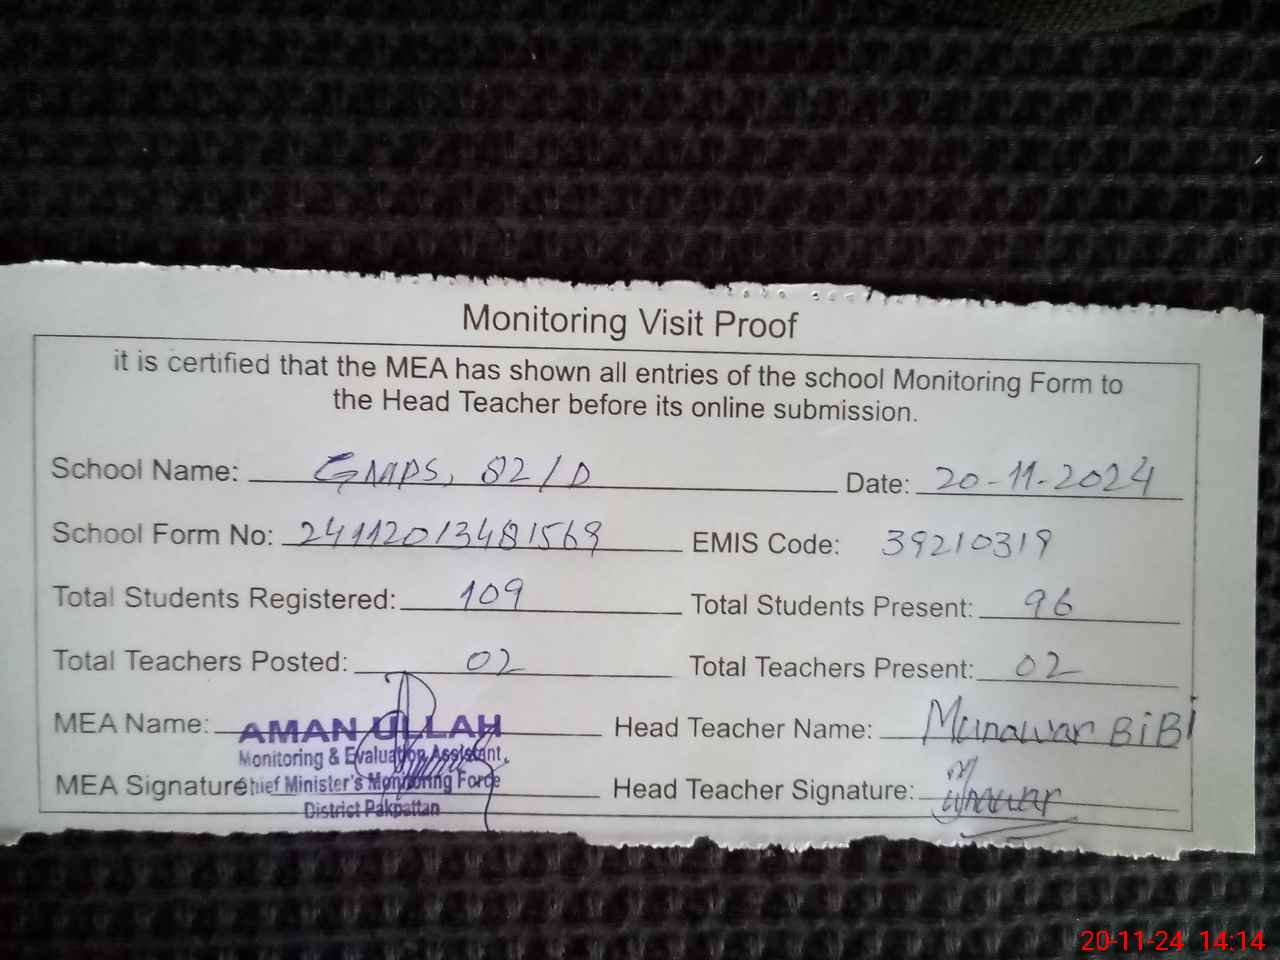 Monitoring Visit Proof
it is certified that the MEA has shown all entries of the school Monitoring Form to
the Head Teacher before its online submission.
School Name: GMPS, 82/D Date: 20-11-2024
School Form No: 24112013481569 EMIS Code: 39210319
Total Students Registered: 109 Total Students Present: 96
Total Teachers Posted: 02 Total Teachers Present: 02
MEA Name: AMAN ULLAH Head Teacher Name: Munawar BiBi
Monitoring & Evaluation Assistant,
MEA Signature Chief Minister's Monitoring Force Head Teacher Signature:
District Pakpattan
20-11-24 14:14